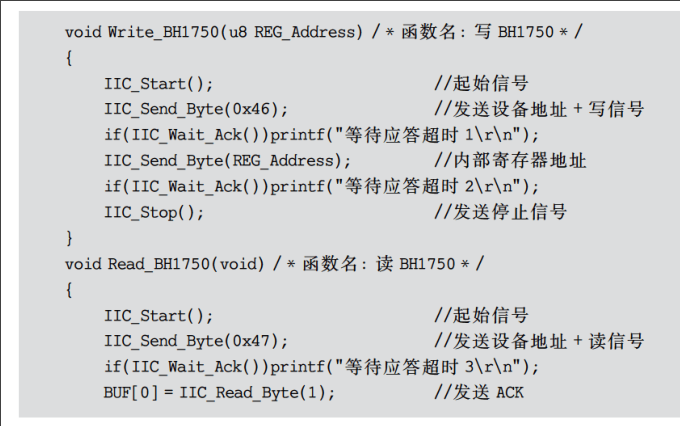 void Write_BH1750(u8 REG_Address) /* 函数名: 写 BH1750 */
{
IIC_Start(); //起始信号
IIC_Send_Byte(0x46); //发送设备地址 + 写信号
if(IIC_Wait_Ack())printf("等待应答超时 1\r\n");
IIC_Send_Byte(REG_Address); //内部寄存器地址
if(IIC_Wait_Ack())printf("等待应答超时 2\r\n");
IIC_Stop(); //发送停止信号
}
void Read_BH1750(void) /* 函数名: 读 BH1750 */
{
IIC_Start(); //起始信号
IIC_Send_Byte(0x47); //发送设备地址 + 读信号
if(IIC_Wait_Ack())printf("等待应答超时 3\r\n");
BUF[0] = IIC_Read_Byte(1); //发送 ACK